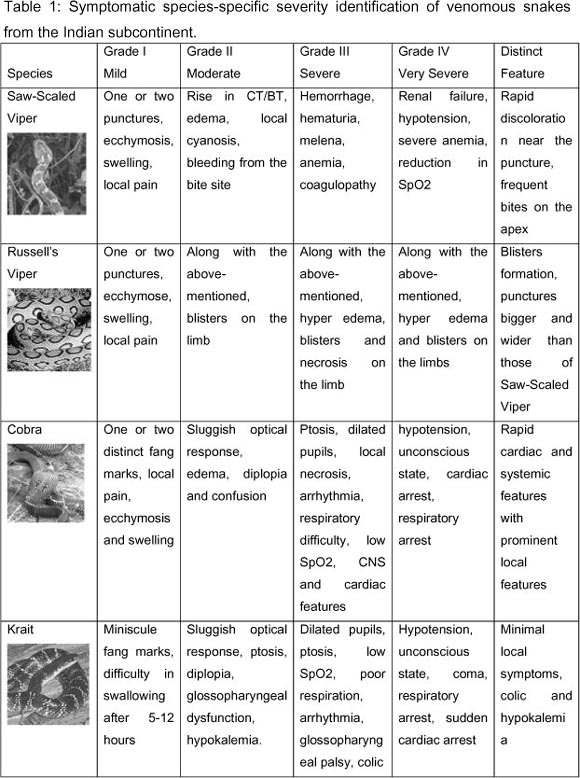 Table 1: Symptomatic species-specific severity identification of venomous snakes
from the Indian subcontinent.
Species
Grade I
Mild
Grade II
Moderate
Grade III
Severe
Grade IV
Very Severe
Distinct
Feature
Saw-Scaled
Viper
One or two
punctures,
ecchymosis,
swelling,
local pain
Rise in CT/BT,
edema, local
cyanosis,
bleeding from the
bite site
Hemorrhage,
hematuria,
melena,
anemia,
coagulopathy
Renal failure,
hypotension,
severe anemia,
reduction in
SpO2
Rapid
discoloratio
n near the
puncture,
frequent
bites on the
apex
Russell's
Viper
One or two
punctures,
ecchymose,
swelling,
local pain
Along with the
above-
mentioned,
blisters on the
limb
Along with the
above-
mentioned,
hyper edema,
blisters and
necrosis on
the limb
Along with the
above-
mentioned,
hyper edema
and blisters on
the limbs
Blisters
formation,
punctures
bigger and
wider than
those of
Saw-Scaled
Viper
Cobra
One or two
distinct fang
marks, local
pain,
ecchymosis
and swelling
Sluggish optical
response,
edema, diplopia
and confusion
Ptosis, dilated
pupils, local
necrosis,
arrhythmia,
respiratory
difficulty, low
SpO2, CNS
and cardiac
features
hypotension,
unconscious
state, cardiac
arrest,
respiratory
arrest
Rapid
cardiac and
systemic
features
with
prominent
local
features
Krait
Miniscule
fang marks,
difficulty in
swallowing
after 5-12
hours
Sluggish optical
response, ptosis,
diplopia,
glossopharyngeal
dysfunction,
hypokalemia.
Dilated pupils,
ptosis, low
SpO2, poor
respiration,
arrhythmia,
glossopharyng
eal palsy, colic
Hypotension,
unconscious
state, coma,
respiratory
arrest, sudden
cardiac arrest
Minimal
local
symptoms,
colic and
hypokalemi
a